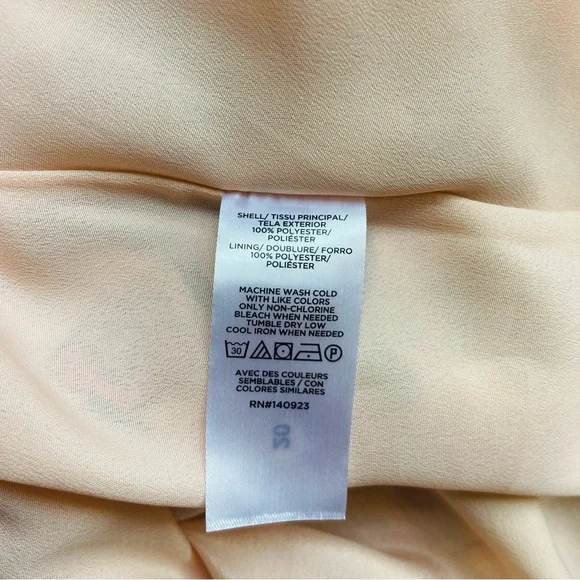 SHELL/ TISSU PRINCIPAL/
TELA EXTERIOR
100% POLYESTER/
POLIÉSTER
LINING/ DOUBLURE/ FORRO
100% POLYESTER/
POLIÉSTER
MACHINE WASH COLD
WITH LIKE COLORS
ONLY NON-CHLORINE
BLEACH WHEN NEEDED
TUMBLE DRY LOW
COOL IRON WHEN NEEDED
30 P
AVEC DES COULEURS
SEMBLABLES / CON
COLORES SIMILARES
RN#140923